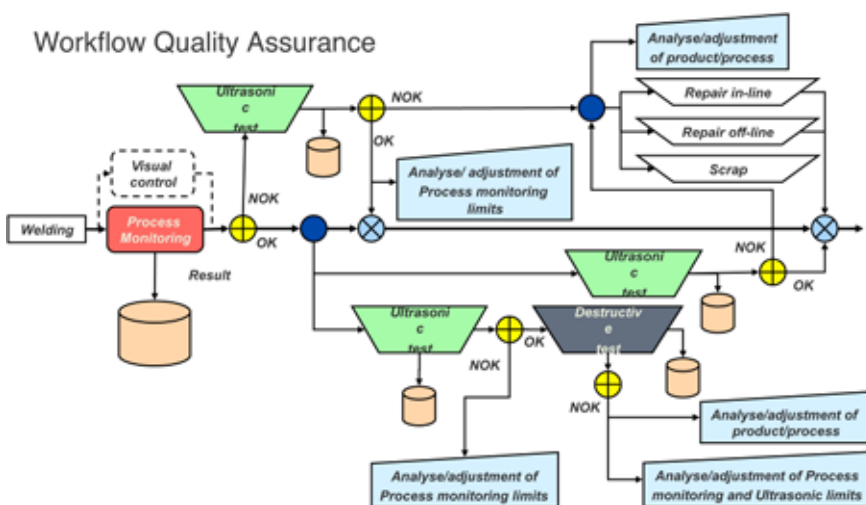 Workflow Quality Assurance
Analyse/adjustment
of product/process
Ultrasoni
c
test
NOK
Repair in-line
OK
Repair off-line
Visual
control
Analyse/ adjustment of
Process monitoring
limits
Scrap
NOK
Welding
Process
Monitoring
OK
NOK
Result
Ultrasoni
c
test
OK
Ultrasoni
c
test
OK
Destructiv
e
test
NOK
NOK
Analyse/adjustment of
product/process
Analyse/adjustment of
Process monitoring limits
Analyse/adjustment of Process
monitoring and Ultrasonic limits